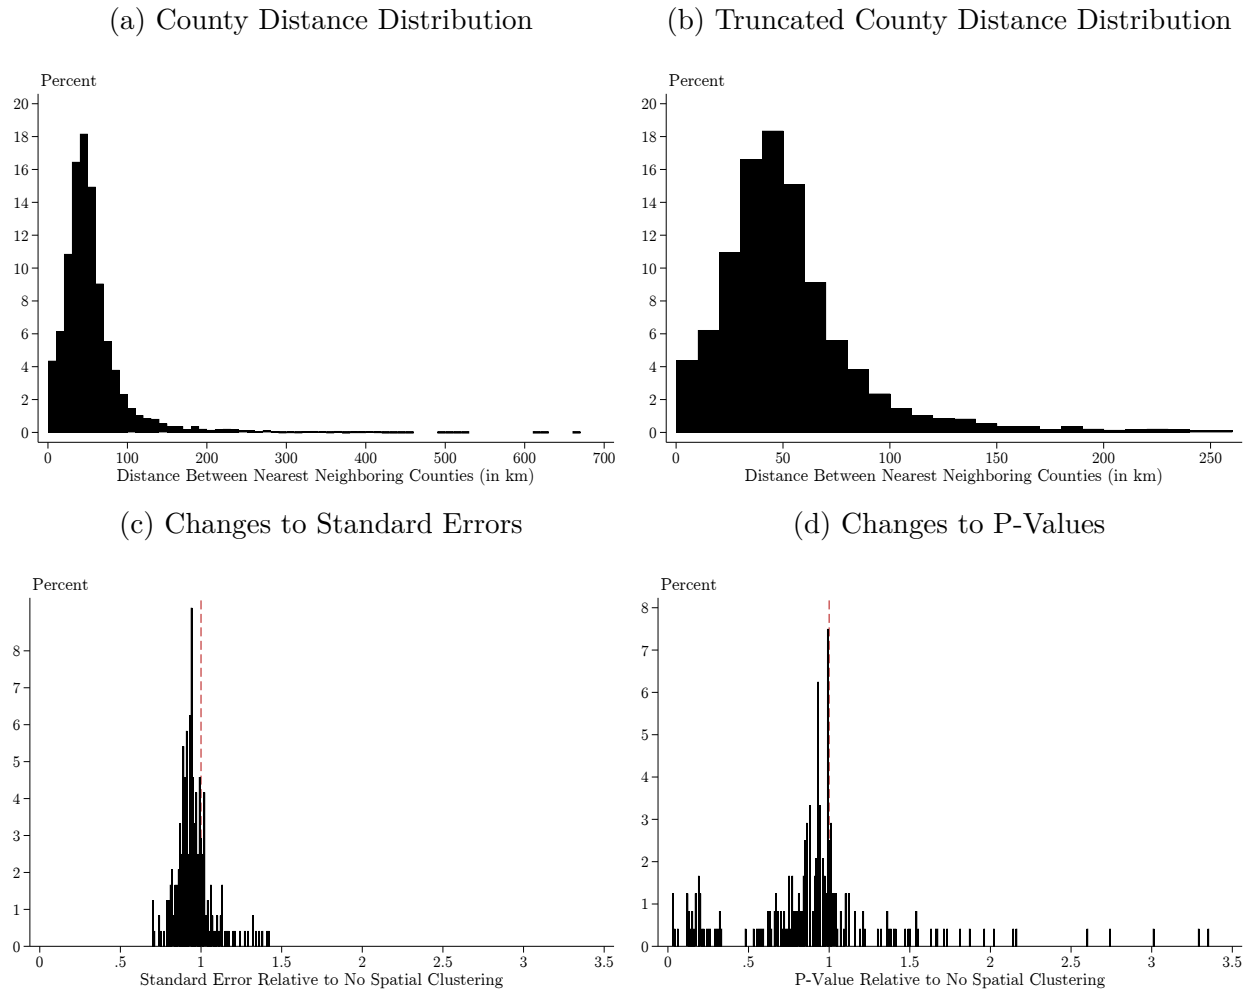 (a) County Distance Distribution
Percent
20
18
16
14
12
10
8
6
4
2
0
0 100 200 300 400 500 600 700
Distance Between Nearest Neighboring Counties (in km)
(b) Truncated County Distance Distribution
Percent
20
18
16
14
12
10
8
6
4
2
0
0 50 100 150 200 250
Distance Between Nearest Neighboring Counties (in km)
(c) Changes to Standard Errors
Percent
8
7
6
5
4
3
2
1
0
0 .5 1 1.5 2 2.5 3 3.5
Standard Error Relative to No Spatial Clustering
(d) Changes to P-Values
Percent
8
7
6
5
4
3
2
1
0
0 .5 1 1.5 2 2.5 3 3.5
P-Value Relative to No Spatial Clustering